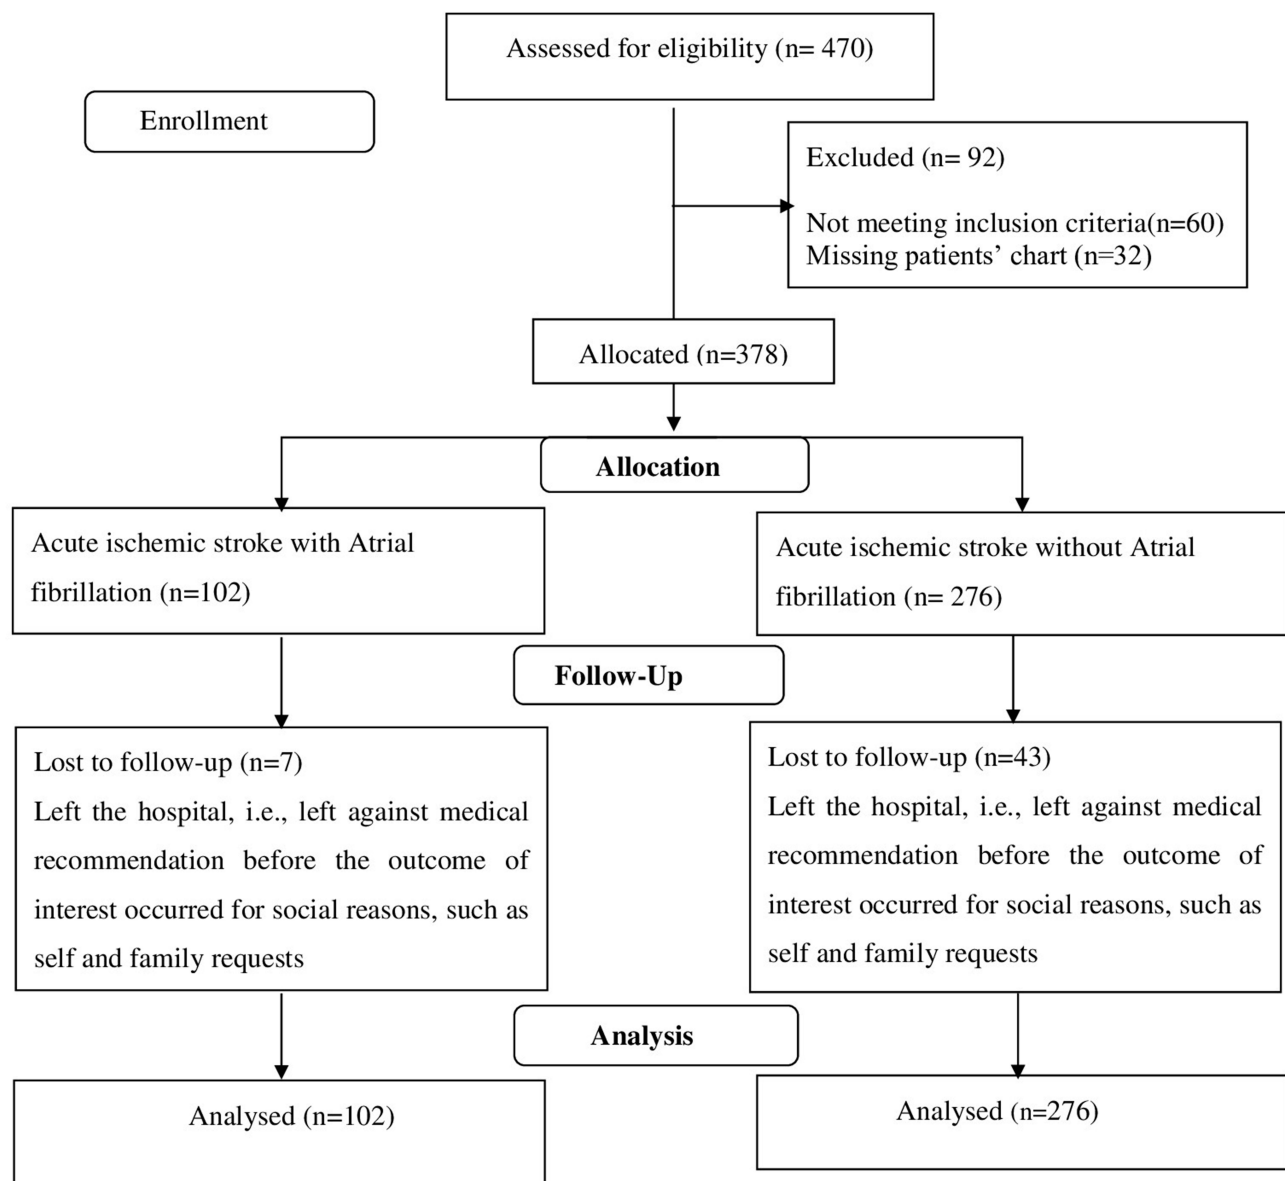 Assessed for eligibility (n= 470)
Enrollment
Excluded (n= 92)
Not meeting inclusion criteria(n=60)
Missing patients’ chart (n=32)
Allocated (n=378)
Allocation
Acute ischemic stroke with Atrial
fibrillation (n=102)
Acute ischemic stroke without Atrial
fibrillation (n= 276)
Follow-Up
Lost to follow-up (n=7)
Left the hospital, i.e., left against medical
recommendation before the outcome of
interest occurred for social reasons, such as
self and family requests
Lost to follow-up (n=43)
Left the hospital, i.e., left against medical
recommendation before the outcome of
interest occurred for social reasons, such as
self and family requests
Analysis
Analysed (n=102)
Analysed (n=276)